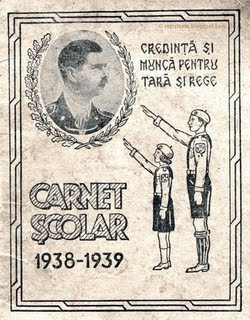 CREDINȚĂ ȘI
MUNCĂ PENTRU
ȚARĂ ȘI REGE
CARNET
ȘCOLAR
1938-1939